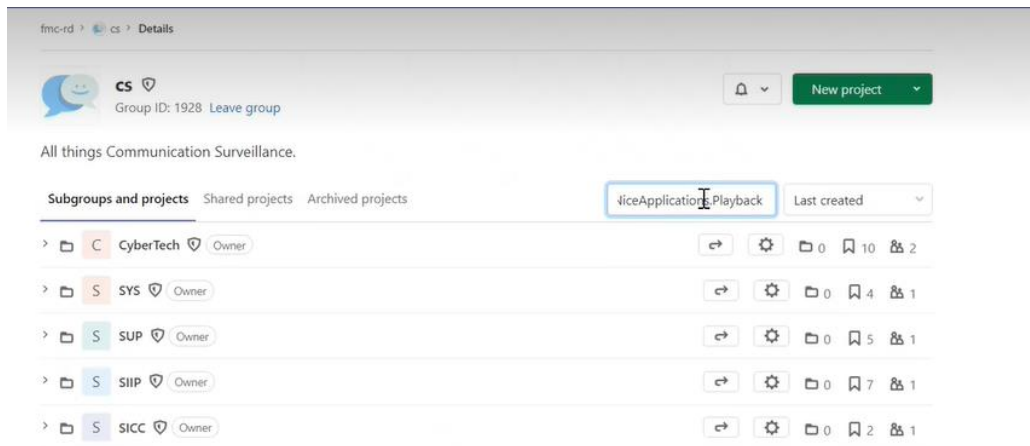 fmc-rd > cs > Details
cs
Group ID: 1928 Leave group
New project
All things Communication Surveillance.
Subgroups and projects Shared projects Archived projects
NiceApplications.Playback Last created
C CyberTech Owner 0 10 2
S SYS Owner 0 4 1
S SUP Owner 0 5 1
S SIIP Owner 0 7 1
S SICC Owner 0 2 1